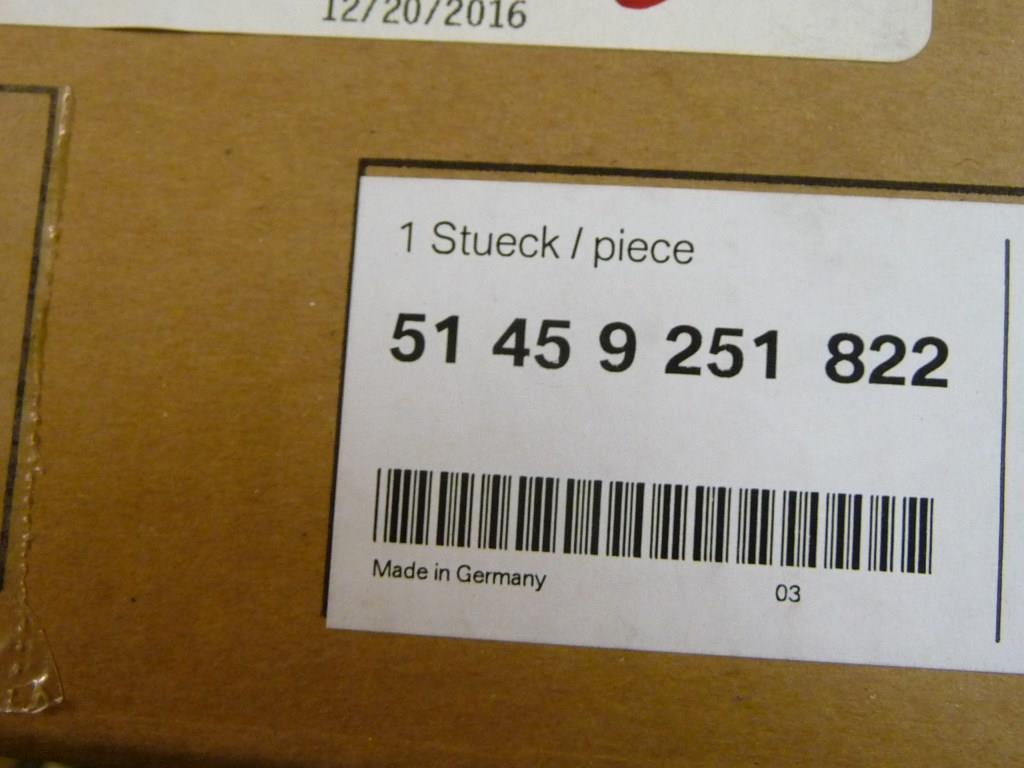 12/20/2016
1 Stueck / piece
51 45 9 251 822
Made in Germany
03